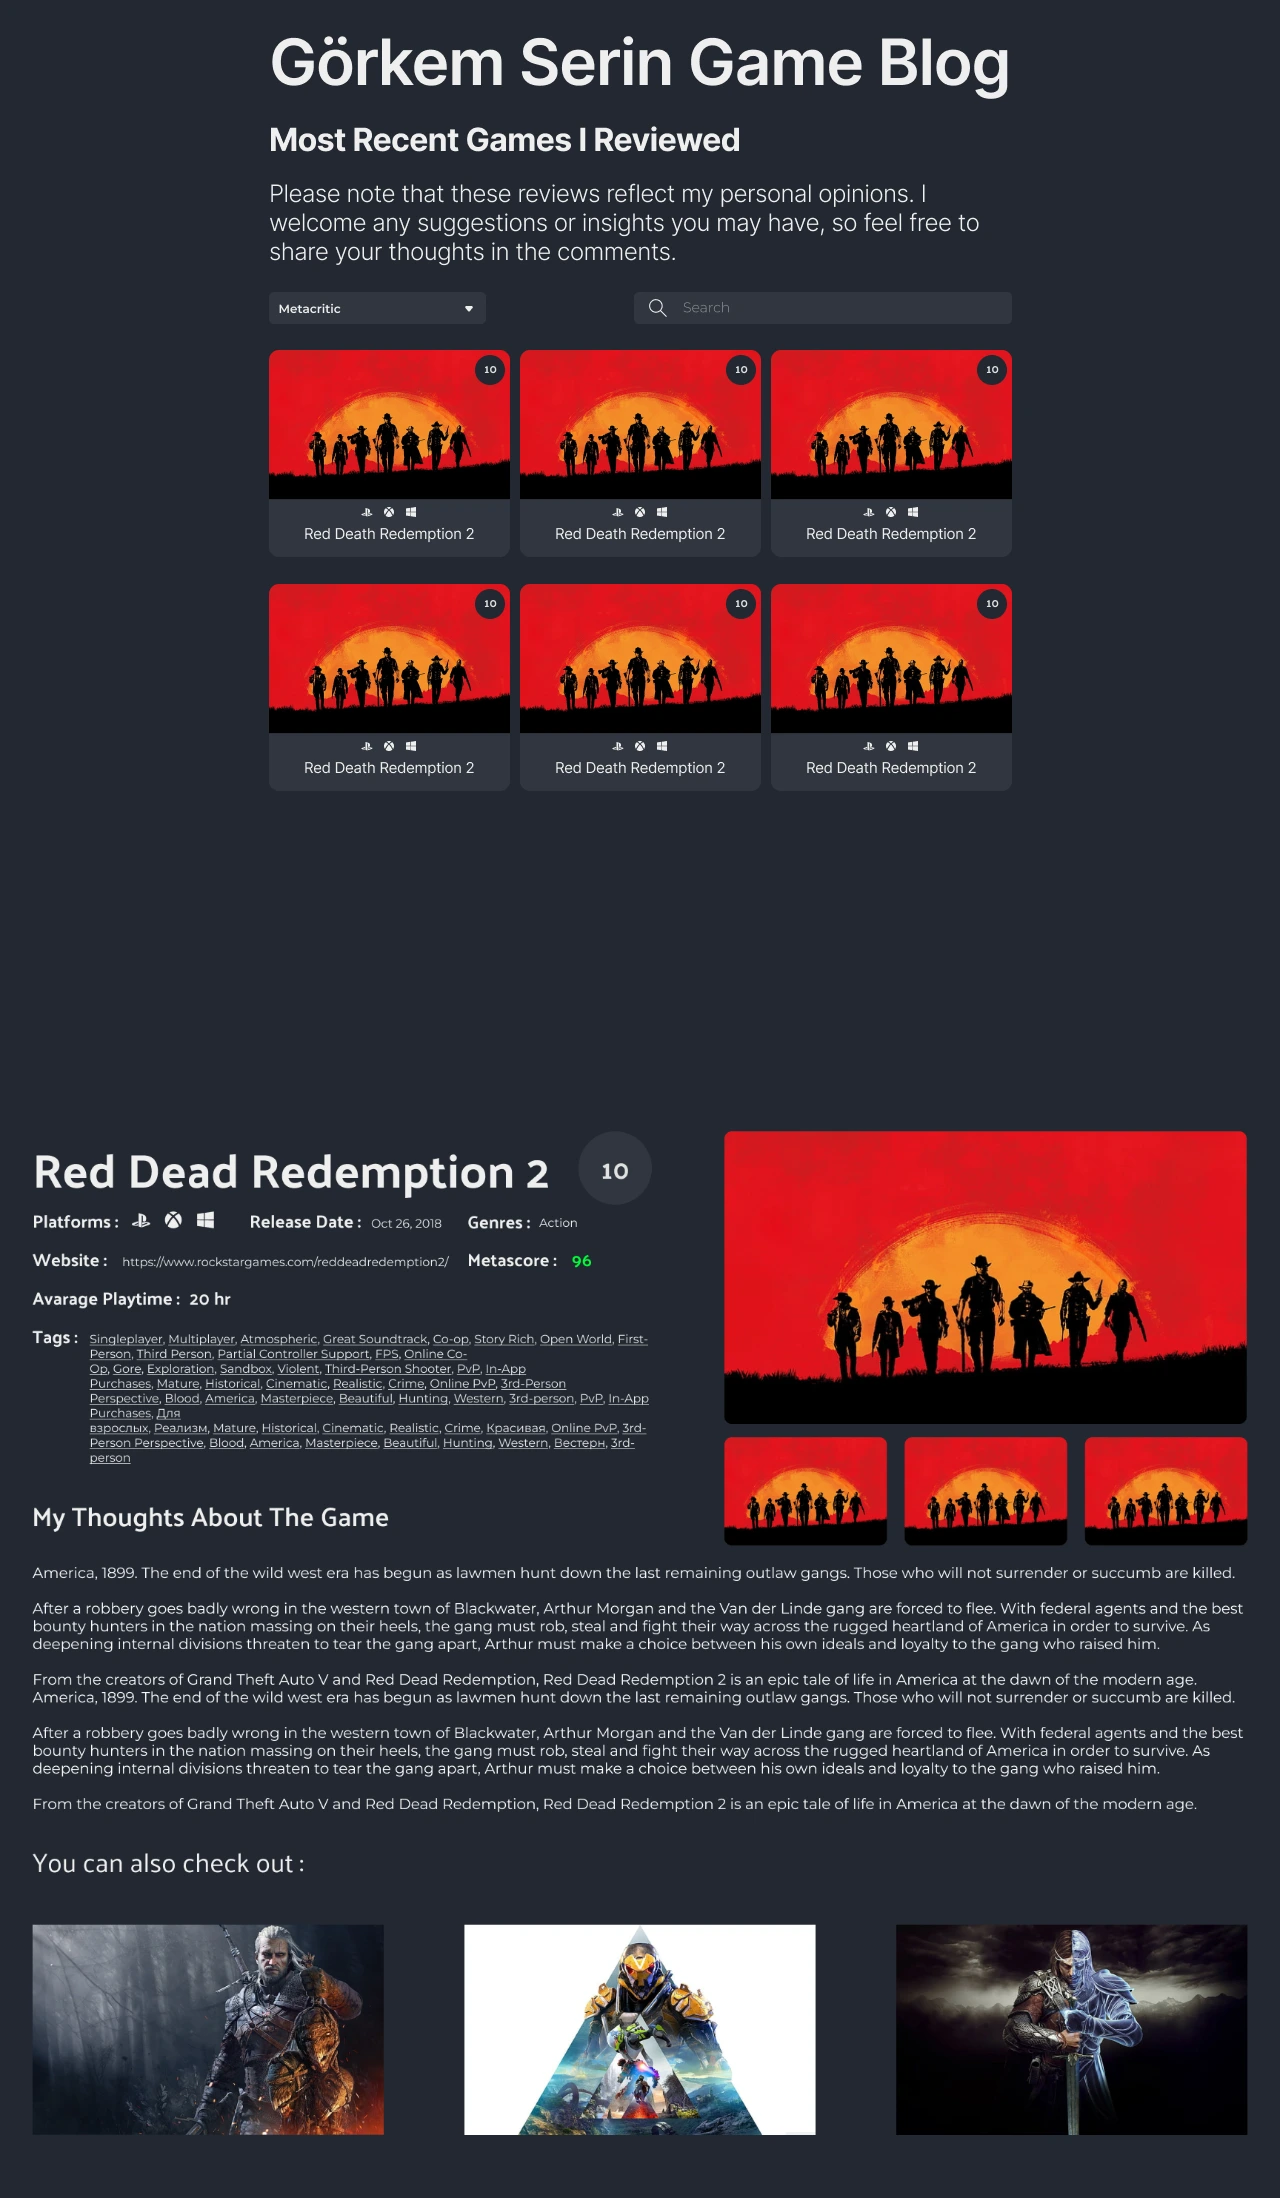 Görkem Serin Game Blog
Most Recent Games I Reviewed
Please note that these reviews reflect my personal opinions. I
welcome any suggestions or insights you may have, so feel free to
share your thoughts in the comments.
Metacritic
Search
10
10
10
Red Death Redemption 2
Red Death Redemption 2
Red Death Redemption 2
10
10
10
Red Death Redemption 2
Red Death Redemption 2
Red Death Redemption 2
Red Dead Redemption 2
10
Platforms :
Release Date : Oct 26, 2018
Genres : Action
Website : https://www.rockstargames.com/reddeadredemption2/
Metascore : 96
Avarage Playtime : 20 hr
Tags : Singleplayer, Multiplayer, Atmospheric, Great Soundtrack, Co-op, Story Rich, Open World, First-
Person, Third Person, Partial Controller Support, FPS, Online Co-
Op, Gore, Exploration, Sandbox, Violent, Third-Person Shooter, PvP, In-App
Purchases, Mature, Historical, Cinematic, Realistic, Crime, Online PvP, 3rd-Person
Perspective, Blood, America, Masterpiece, Beautiful, Hunting, Western, 3rd-person, PvP, In-App
Purchases, Для
взрослых, Реализм, Mature, Historical, Cinematic, Realistic, Crime, Красивая, Online PvP, 3rd-
Person Perspective, Blood, America, Masterpiece, Beautiful, Hunting, Western, Вестерн, 3rd-
person
My Thoughts About The Game
America, 1899. The end of the wild west era has begun as lawmen hunt down the last remaining outlaw gangs. Those who will not surrender or succumb are killed.
After a robbery goes badly wrong in the western town of Blackwater, Arthur Morgan and the Van der Linde gang are forced to flee. With federal agents and the best
bounty hunters in the nation massing on their heels, the gang must rob, steal and fight their way across the rugged heartland of America in order to survive. As
deepening internal divisions threaten to tear the gang apart, Arthur must make a choice between his own ideals and loyalty to the gang who raised him.
From the creators of Grand Theft Auto V and Red Dead Redemption, Red Dead Redemption 2 is an epic tale of life in America at the dawn of the modern age.
America, 1899. The end of the wild west era has begun as lawmen hunt down the last remaining outlaw gangs. Those who will not surrender or succumb are killed.
After a robbery goes badly wrong in the western town of Blackwater, Arthur Morgan and the Van der Linde gang are forced to flee. With federal agents and the best
bounty hunters in the nation massing on their heels, the gang must rob, steal and fight their way across the rugged heartland of America in order to survive. As
deepening internal divisions threaten to tear the gang apart, Arthur must make a choice between his own ideals and loyalty to the gang who raised him.
From the creators of Grand Theft Auto V and Red Dead Redemption, Red Dead Redemption 2 is an epic tale of life in America at the dawn of the modern age.
You can also check out :